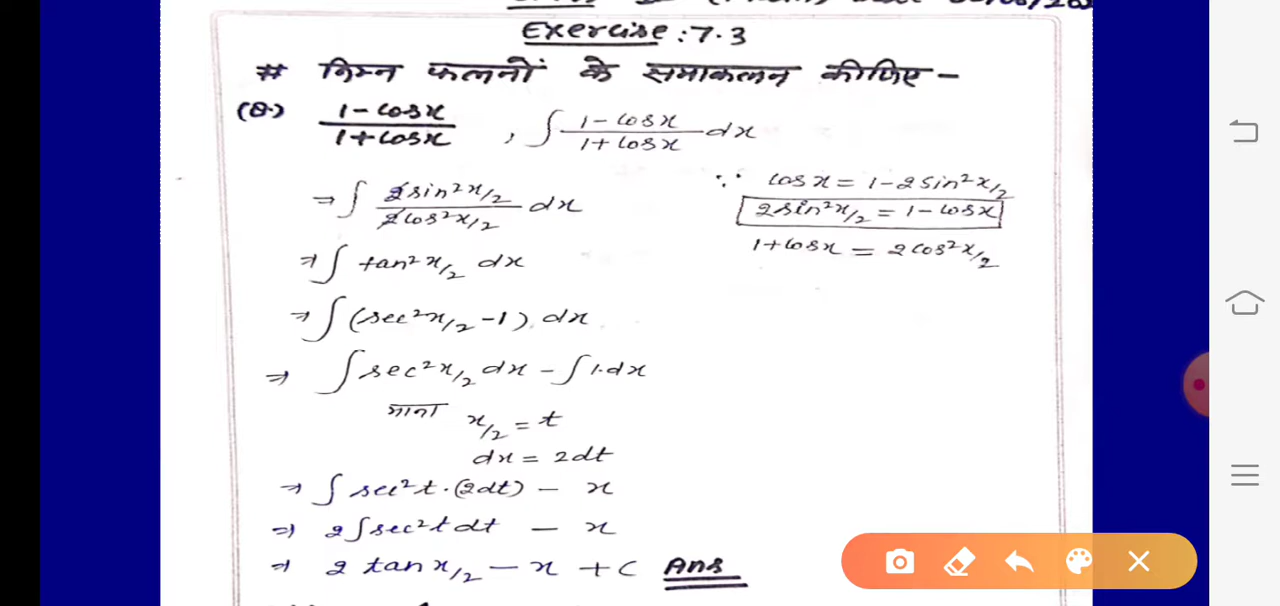 Exercise : 7.3
# निम्न फलनों के समाकलन कीजिए -
(Q.) 1-cosx/1+cosx , ∫ 1-cosx/1+cosx dx
⇒ ∫ 2sin²x/2 / 2cos²x/2 dx
∵ cosx = 1-2sin²x/2
2sin²x/2 = 1-cosx
1+cosx = 2cos²x/2
⇒ ∫ tan²x/2 dx
⇒ ∫(sec²x/2 -1).dx
⇒ ∫sec²x/2 dx - ∫1.dx
माना x/2 = t
dx = 2dt
⇒ ∫ sec²t.(2dt) - x
⇒ 2∫sec²t dt - x
⇒ 2 tan x/2 - x + C Ans